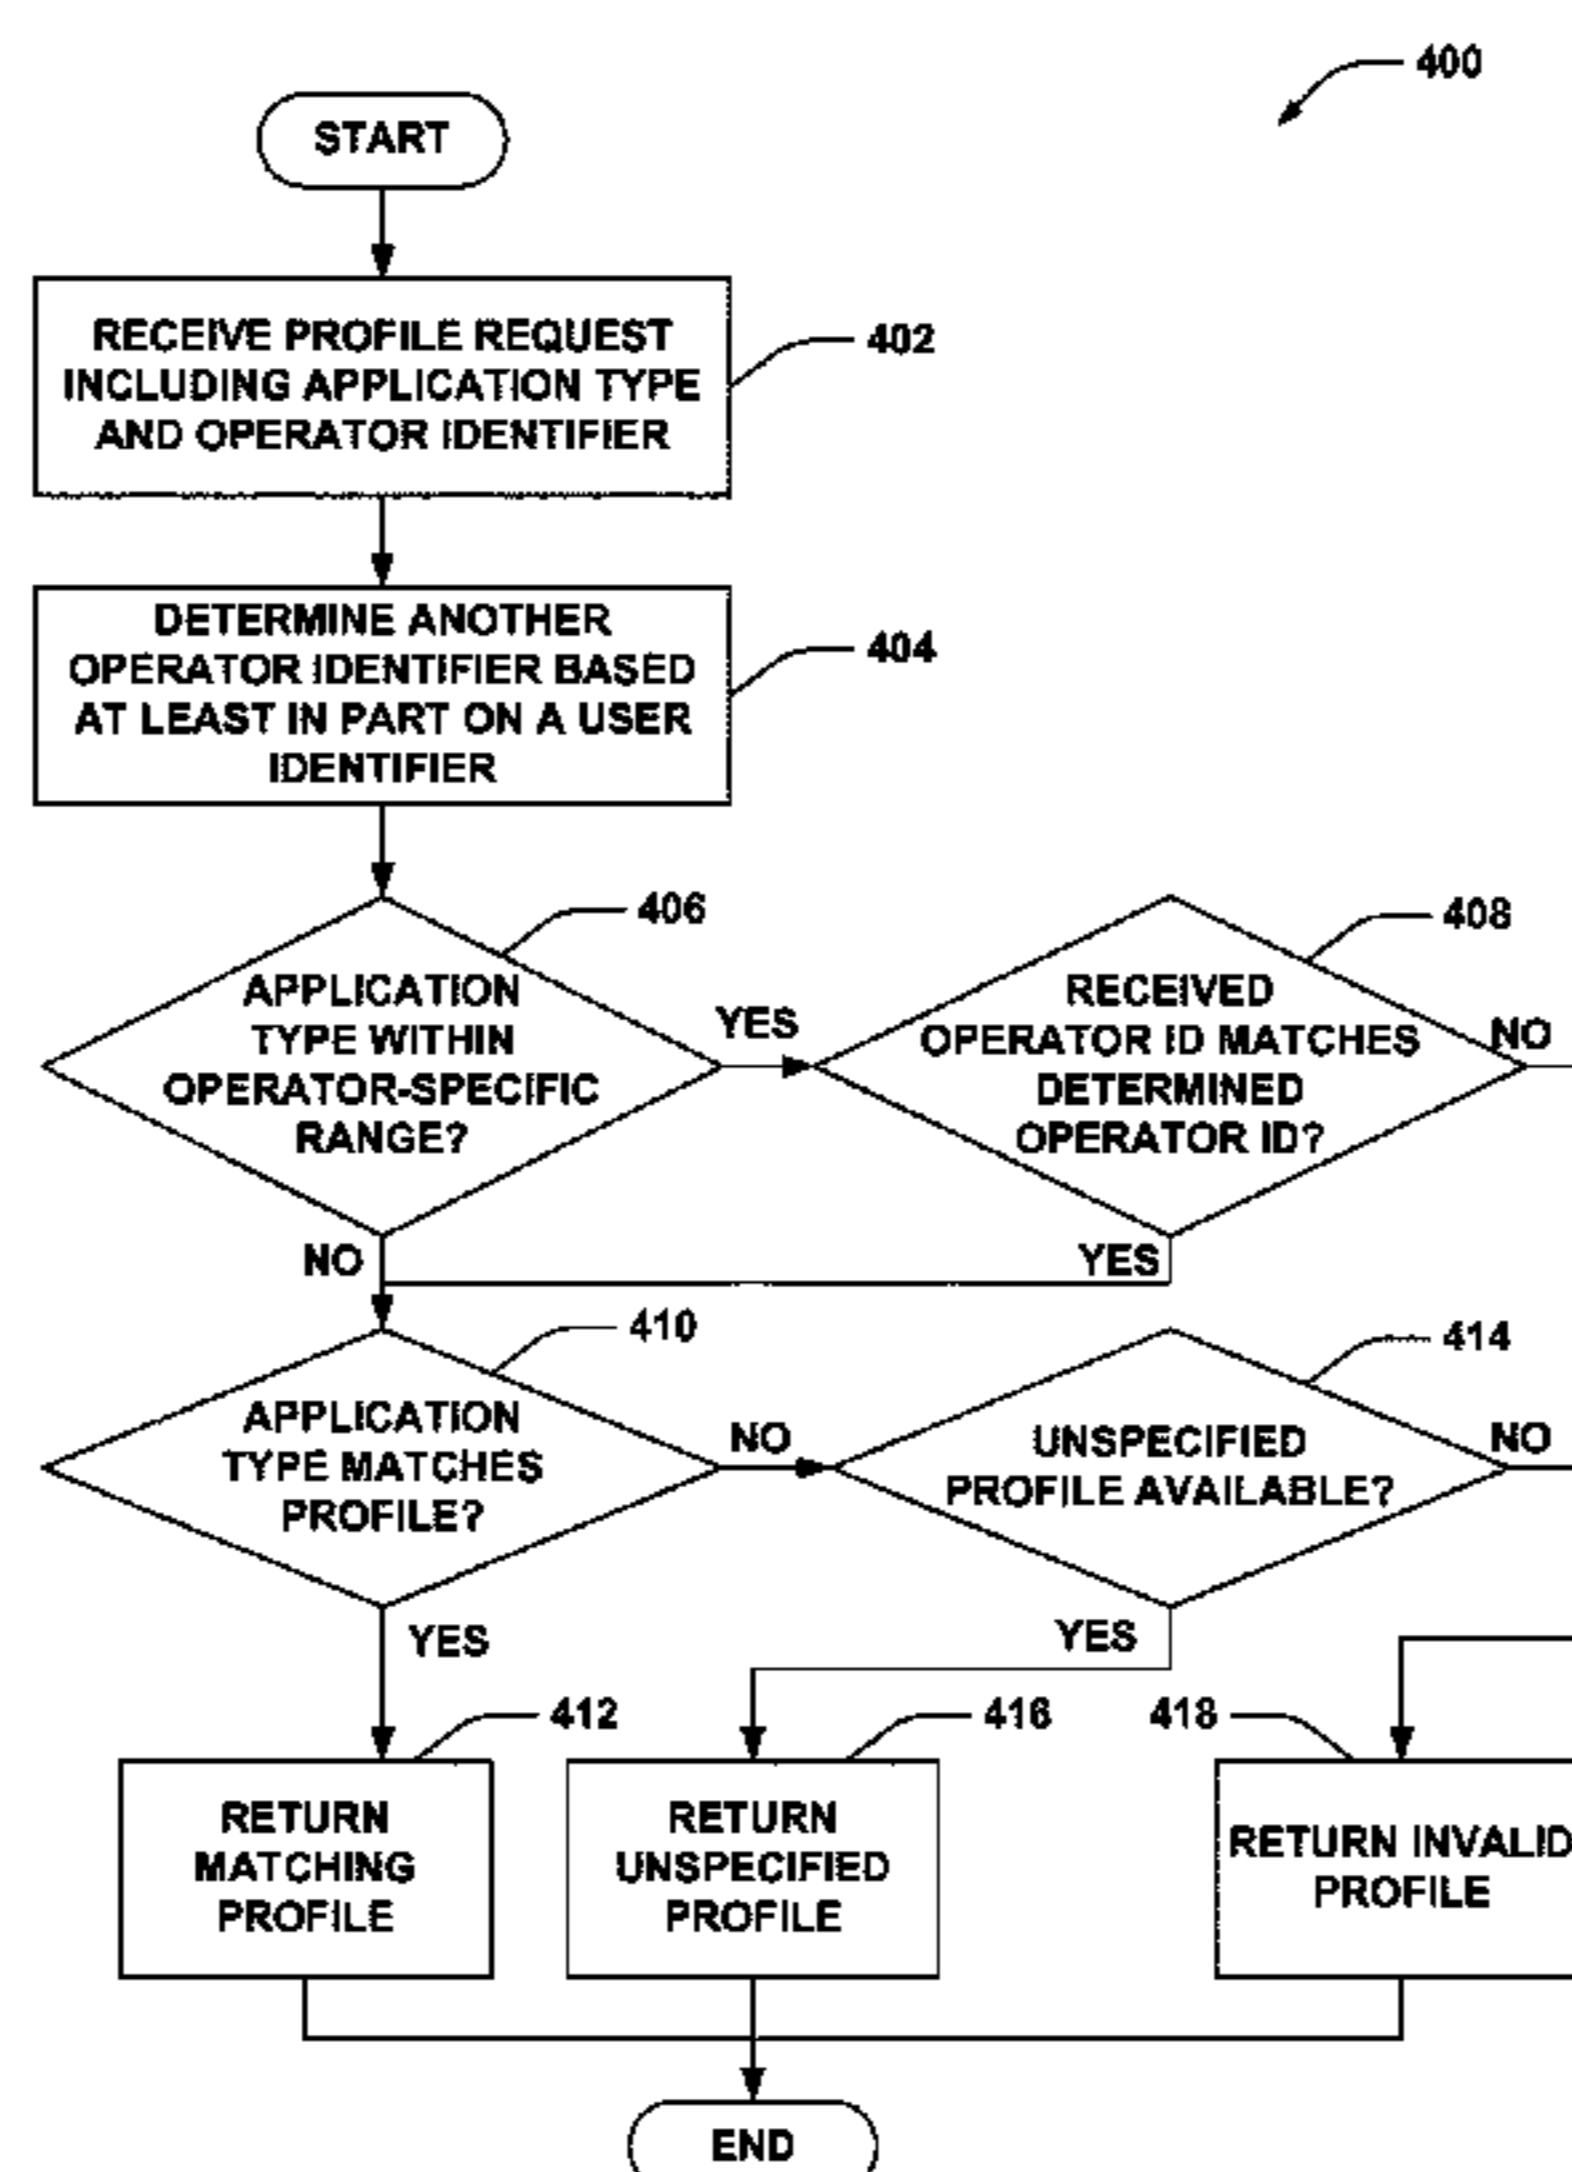 400
START
RECEIVE PROFILE REQUEST
INCLUDING APPLICATION TYPE
AND OPERATOR IDENTIFIER
402
DETERMINE ANOTHER
OPERATOR IDENTIFIER BASED
AT LEAST IN PART ON A USER
IDENTIFIER
404
406
APPLICATION
TYPE WITHIN
OPERATOR-SPECIFIC
RANGE?
YES
NO
408
RECEIVED
OPERATOR ID MATCHES
DETERMINED
OPERATOR ID?
NO
YES
410
APPLICATION
TYPE MATCHES
PROFILE?
NO
YES
414
UNSPECIFIED
PROFILE AVAILABLE?
NO
YES
412
RETURN
MATCHING
PROFILE
416
RETURN
UNSPECIFIED
PROFILE
418
RETURN INVALID
PROFILE
END